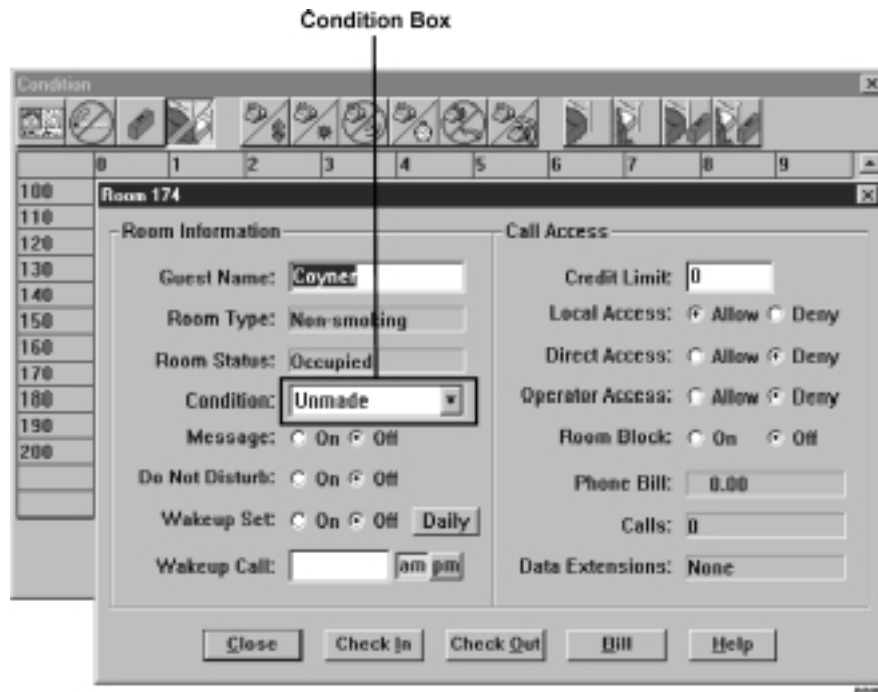 Condition Box
Condition
0 1 2 3 4 5 6 7 8 9
100
110
120
130
140
150
160
170
180
190
200
Room 174
Room Information
Guest Name: Coyner
Room Type: Non-smoking
Room Status: Occupied
Condition: Unmade
Message: On Off
Do Not Disturb: On Off
Wakeup Set: On Off Daily
Wakeup Call: am pm
Call Access
Credit Limit: 0
Local Access: Allow Deny
Direct Access: Allow Deny
Operator Access: Allow Deny
Room Block: On Off
Phone Bill: 0.00
Calls: 0
Data Extensions: None
Close Check In Check Out Bill Help